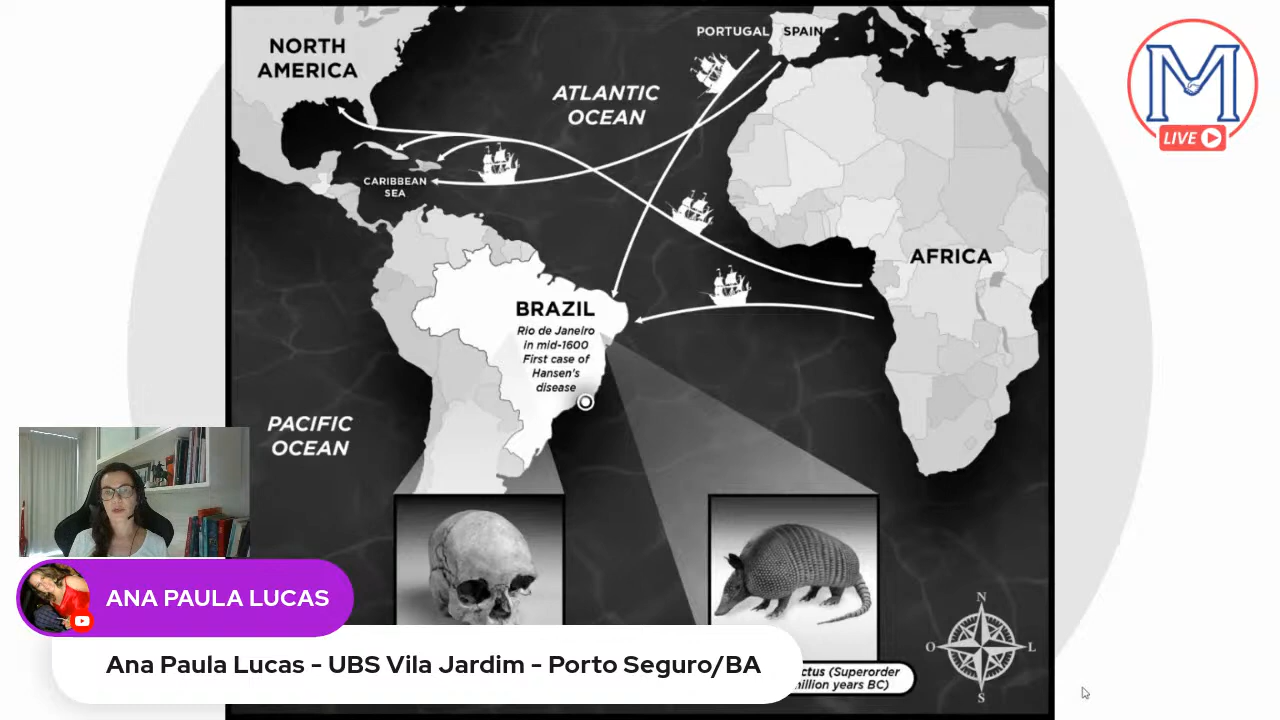 PORTUGAL
SPAIN
NORTH
AMERICA
ATLANTIC
OCEAN
M
LIVE
CARIBBEAN
SEA
AFRICA
BRAZIL
Rio de Janeiro
in mid-1600
First case of
Hansen's
disease
PACIFIC
OCEAN
ANA PAULA LUCAS
Ana Paula Lucas - UBS Vila Jardim - Porto Seguro/BA
(Superorder
years BC)
N
O
L
S